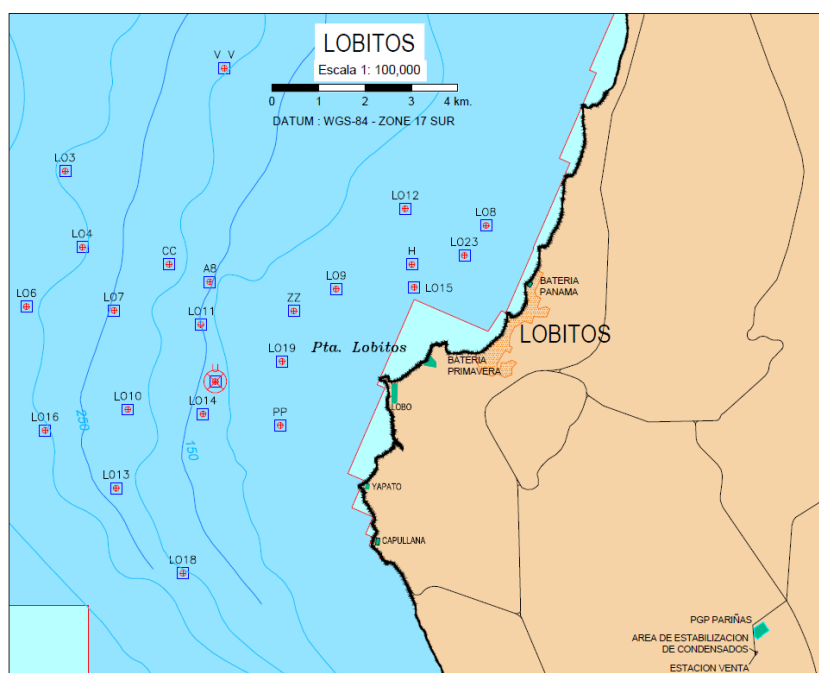 V V
LOBITOS
Escala 1: 100,000
0 1 2 3 4 km.
DATUM : WGS-84 - ZONE 17 SUR
LO3
LO12
LO8
LO4
CC
H
LO23
A8
LO6
LO7
ZZ
LO9
LO15
BATERIA
PANAMA
LO11
LOBITOS
Pta. Lobitos
LO19
BATERIA
PRIMAVERA
U
LO16
250
LO10
LO14
PP
LOBO
150
LO13
YAPATO
CAPULLANA
LO18
PGP PARIÑAS
AREA DE ESTABILIZACION
DE CONDENSADOS
ESTACION VENTA